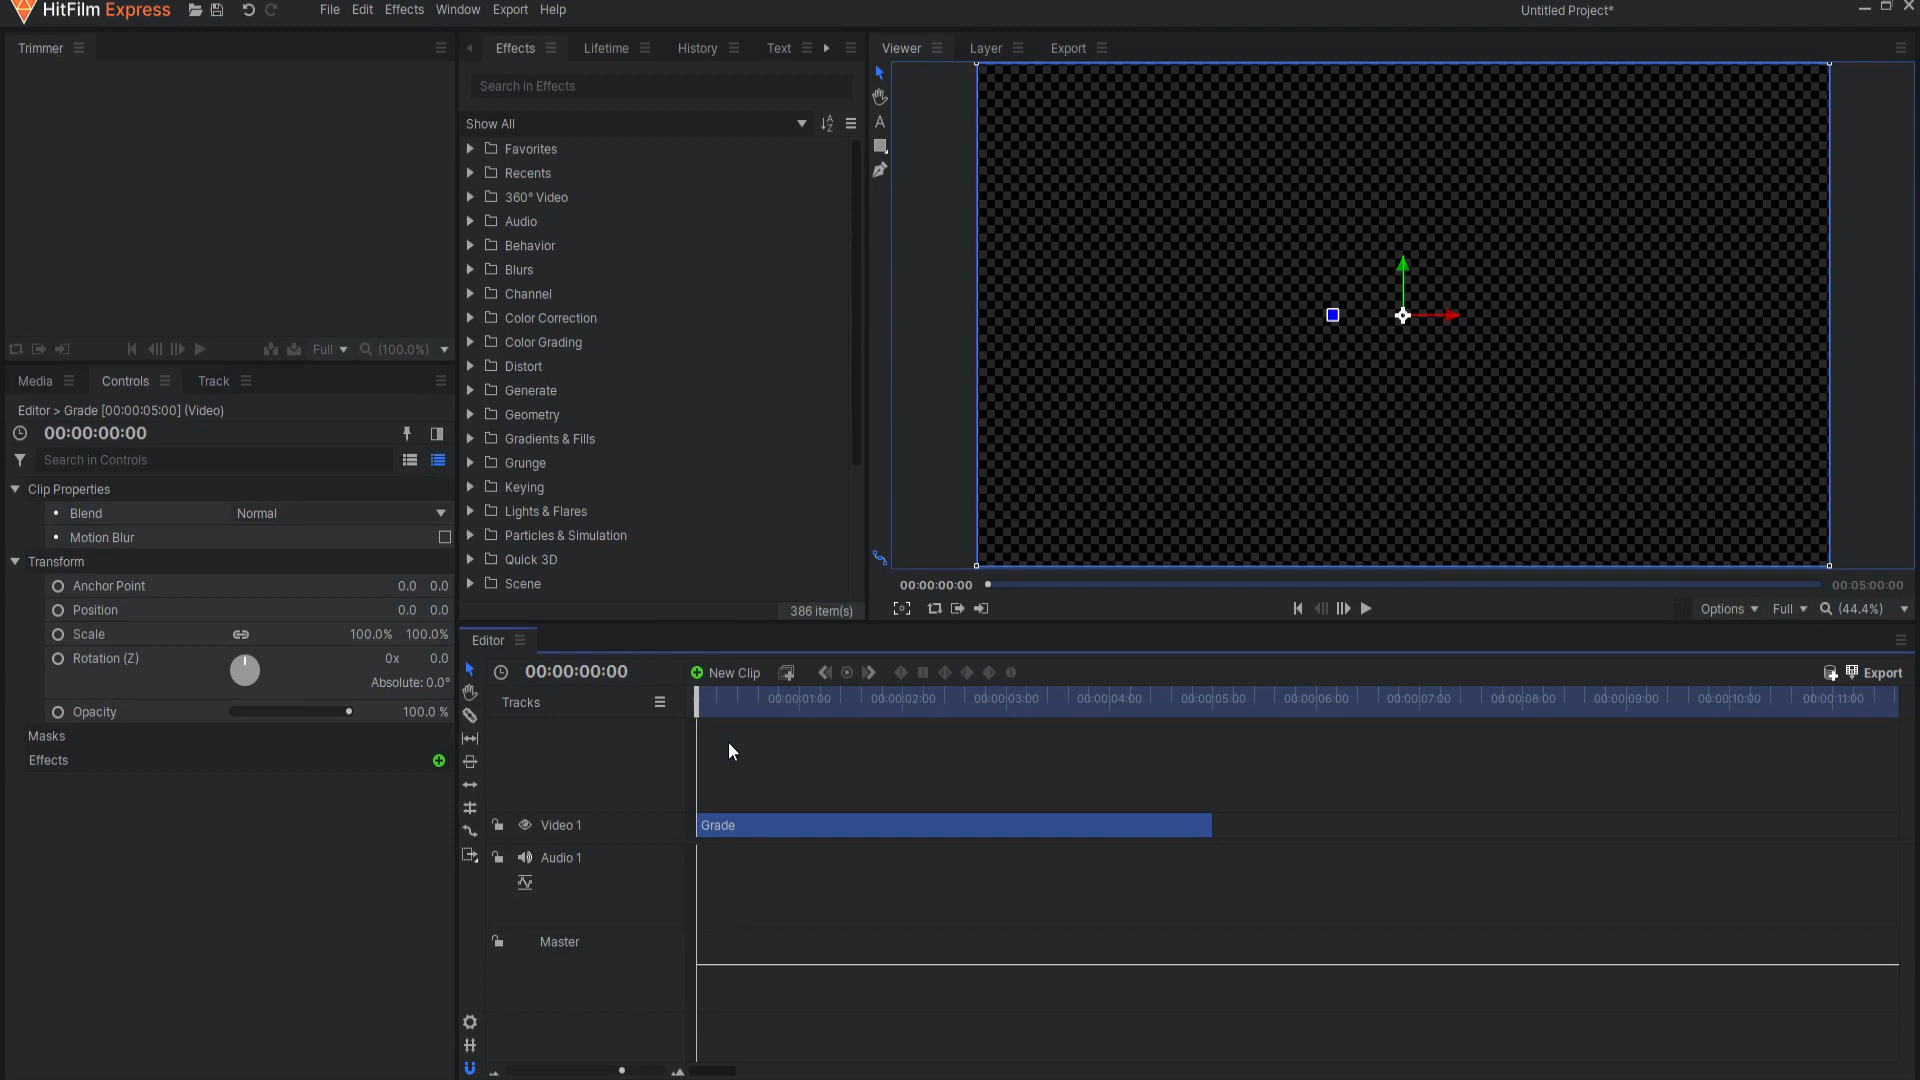 HitFilm Express
File Edit Effects Window Export Help
Untitled Project*
Trimmer
Full (100.0%)
Media Controls Track
Editor > Grade [00:00:05:00] (Video)
00:00:00:00
Search in Controls
Clip Properties
Blend Normal
Motion Blur
Transform
Anchor Point 0.0 0.0
Position 0.0 0.0
Scale 100.0% 100.0%
Rotation (Z) 0x 0.0
Absolute: 0.0°
Opacity 100.0 %
Masks
Effects
Effects Lifetime History Text
Search in Effects
Show All
Favorites
Recents
360° Video
Audio
Behavior
Blurs
Channel
Color Correction
Color Grading
Distort
Generate
Geometry
Gradients & Fills
Grunge
Keying
Lights & Flares
Particles & Simulation
Quick 3D
Scene
386 item(s)
Viewer Layer Export
00:00:00:00 00:05:00:00
Options Full (44.4%)
Editor
00:00:00:00 New Clip Export
Tracks 00:00:01:00 00:00:02:00 00:00:03:00 00:00:04:00 00:00:05:00 00:00:06:00 00:00:07:00 00:00:08:00 00:00:09:00 00:00:10:00 00:00:11:00
Video 1 Grade
Audio 1
Master